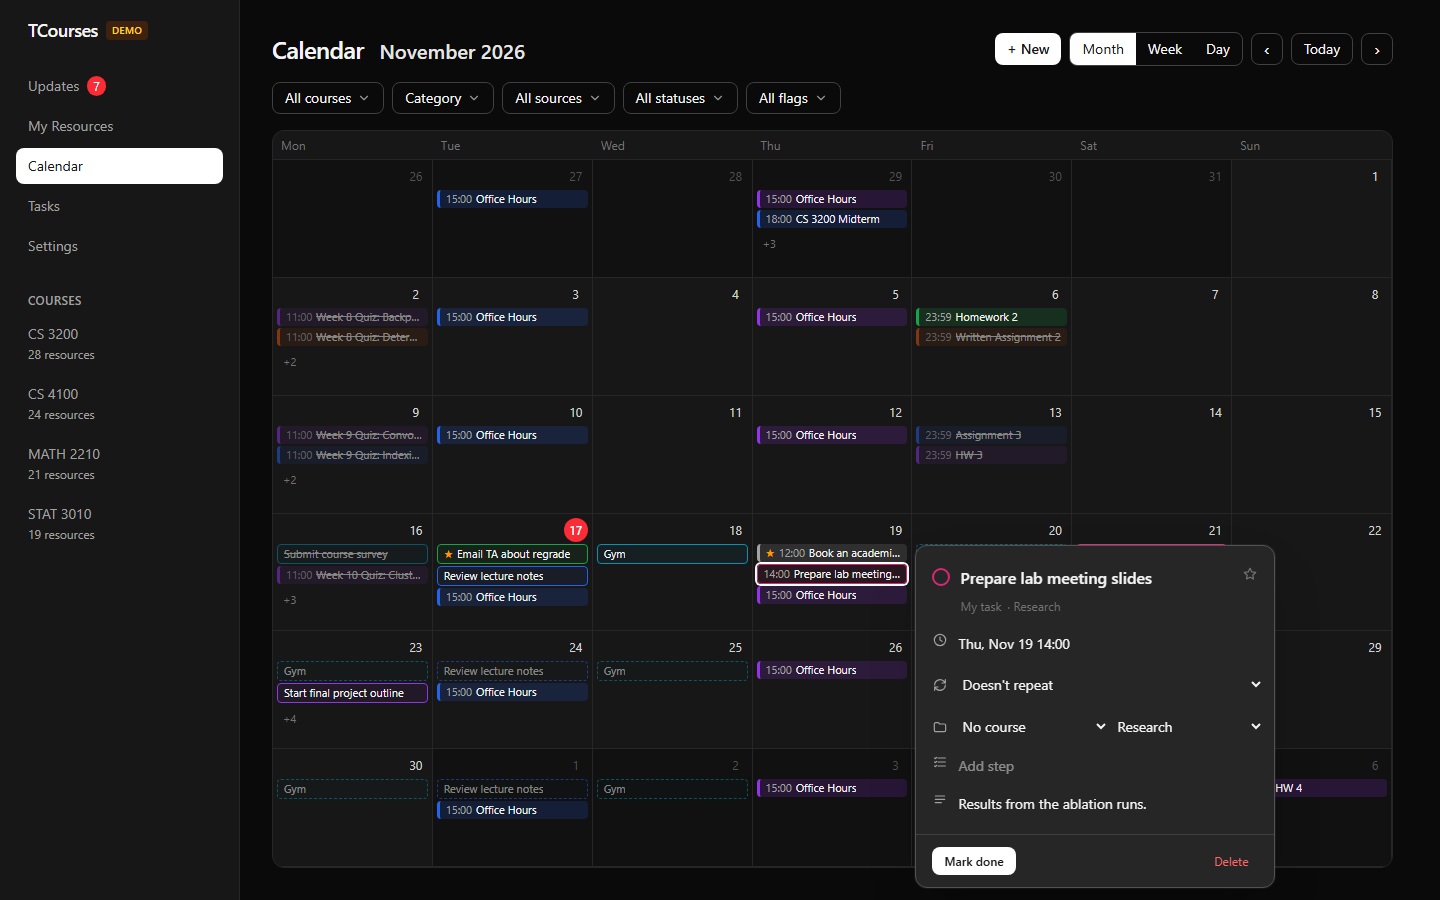 TCourses DEMO
Updates 7
My Resources
Calendar
Tasks
Settings
COURSES
CS 3200
28 resources
CS 4100
24 resources
MATH 2210
21 resources
STAT 3010
19 resources
Calendar November 2026
+ New
Month Week Day
‹ Today ›
All courses
Category
All sources
All statuses
All flags
Mon Tue Wed Thu Fri Sat Sun
26 27 28 29 30 31 1
15:00 Office Hours
15:00 Office Hours
18:00 CS 3200 Midterm
+3
2 3 4 5 6 7 8
11:00 Week 8 Quiz: Backp...
11:00 Week 8 Quiz: Deter...
+2
15:00 Office Hours
15:00 Office Hours
23:59 Homework 2
23:59 Written Assignment 2
9 10 11 12 13 14 15
11:00 Week 9 Quiz: Convo...
11:00 Week 9 Quiz: Indexi...
+2
15:00 Office Hours
15:00 Office Hours
23:59 Assignment 3
23:59 HW 3
16 17 18 19 20 21 22
Submit course survey
11:00 Week 10 Quiz: Clust...
+3
★ Email TA about regrade
Review lecture notes
15:00 Office Hours
Gym
★ 12:00 Book an academi...
14:00 Prepare lab meeting...
15:00 Office Hours
23 24 25 26 29
Gym
Start final project outline
+4
Review lecture notes
15:00 Office Hours
Gym
15:00 Office Hours
30 1 2 3 6
Gym
Review lecture notes
15:00 Office Hours
Gym
15:00 Office Hours
HW 4
Prepare lab meeting slides
My task · Research
Thu, Nov 19 14:00
Doesn't repeat
No course
Research
Add step
Results from the ablation runs.
Mark done
Delete